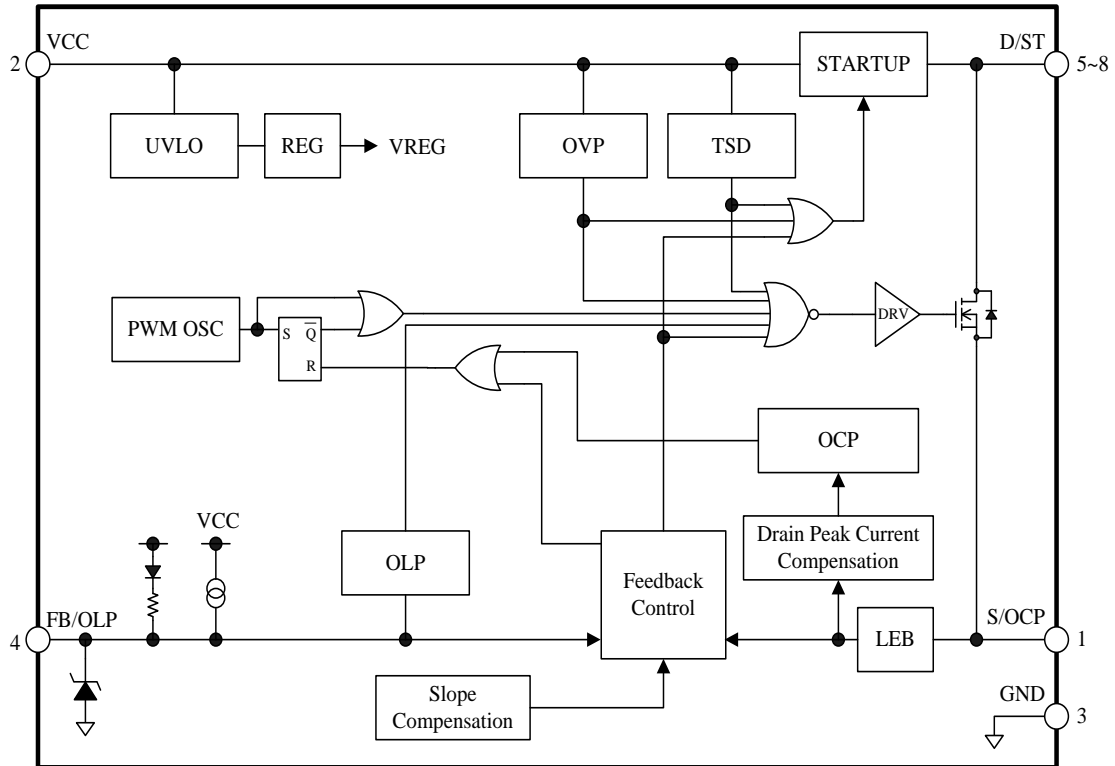 VCC
D/ST
2
5~8
STARTUP
UVLO
REG
VREG
OVP
TSD
PWM OSC
S
Q
R
DRV
OCP
VCC
OLP
Feedback
Control
Drain Peak Current
Compensation
FB/OLP
S/OCP
4
LEB
1
Slope
Compensation
GND
3